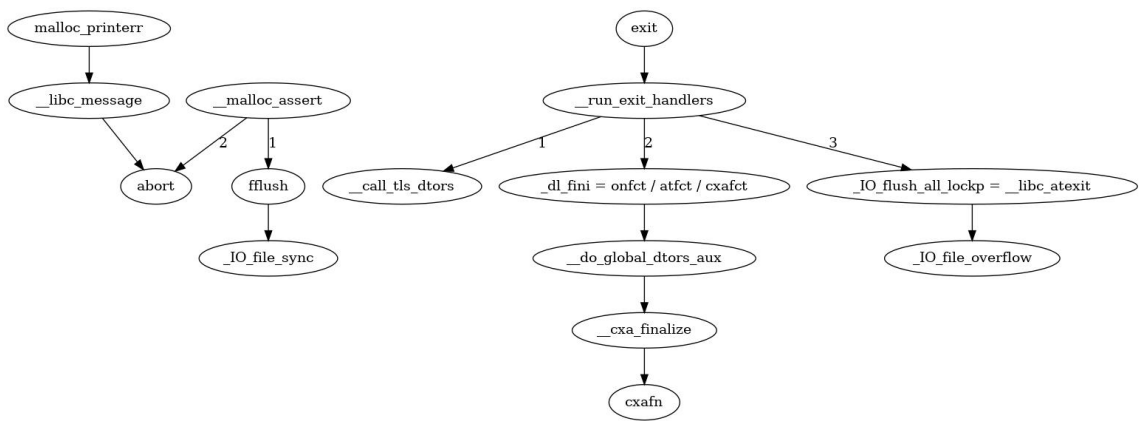 malloc_printerr
exit
__libc_message
__malloc_assert
__run_exit_handlers
2
1
1
2
3
abort
fflush
__call_tls_dtors
_dl_fini = onfct / atfct / cxafct
_IO_flush_all_lockp = __libc_atexit
_IO_file_sync
__do_global_dtors_aux
_IO_file_overflow
__cxa_finalize
cxafn